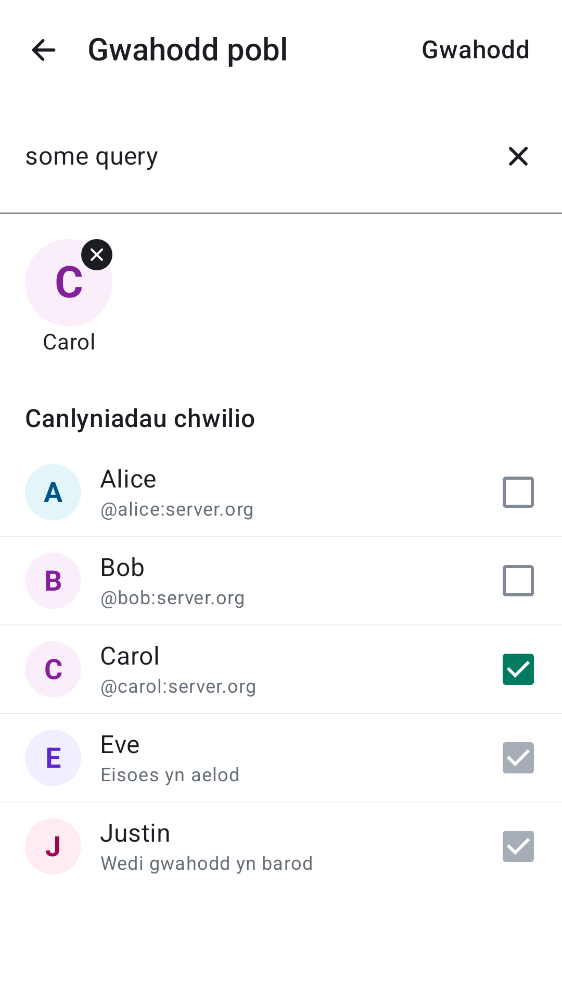 Gwahodd pobl
Gwahodd
some query
C
Carol
Canlyniadau chwilio
A
Alice
@alice:server.org
B
Bob
@bob:server.org
C
Carol
@carol:server.org
E
Eve
Eisoes yn aelod
J
Justin
Wedi gwahodd yn barod